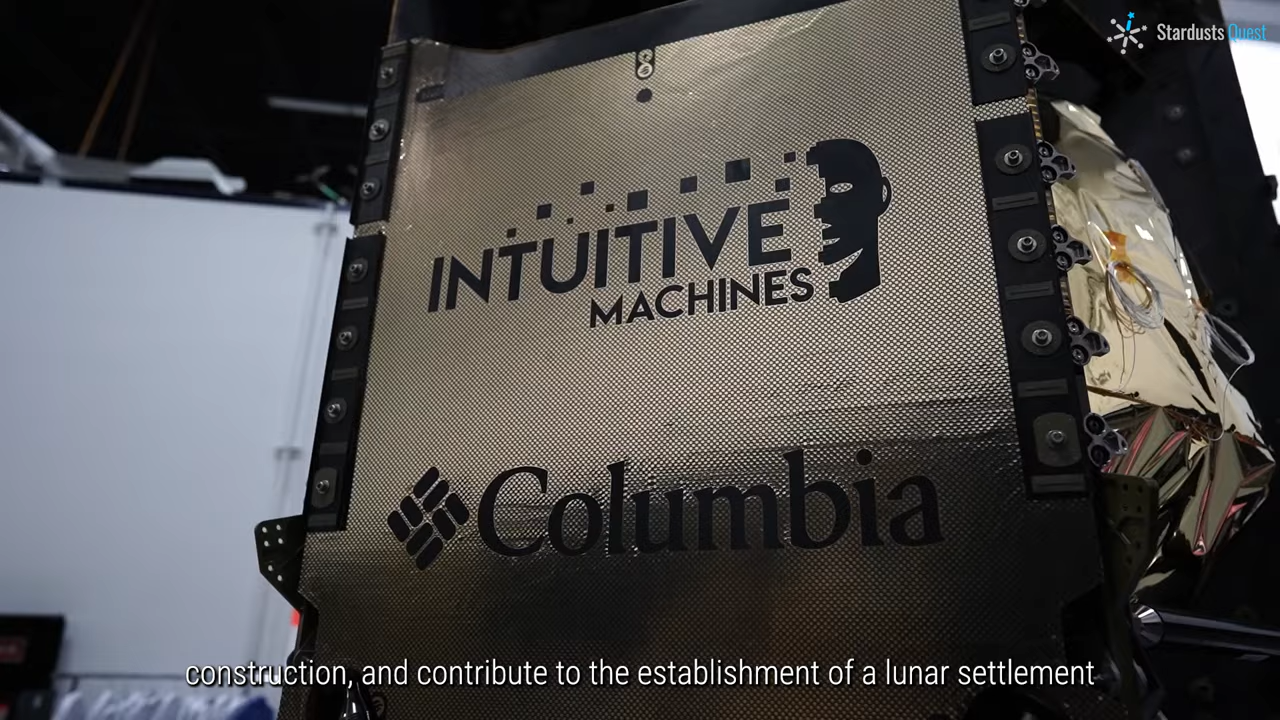 Stardusts Quest
INTUITIVE
MACHINES
Columbia
construction, and contribute to the establishment of a lunar settlement